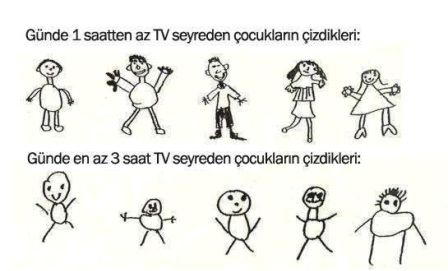 Günde 1 saatten az TV seyreden çocukların çizdikleri:
Günde en az 3 saat TV seyreden çocukların çizdikleri: